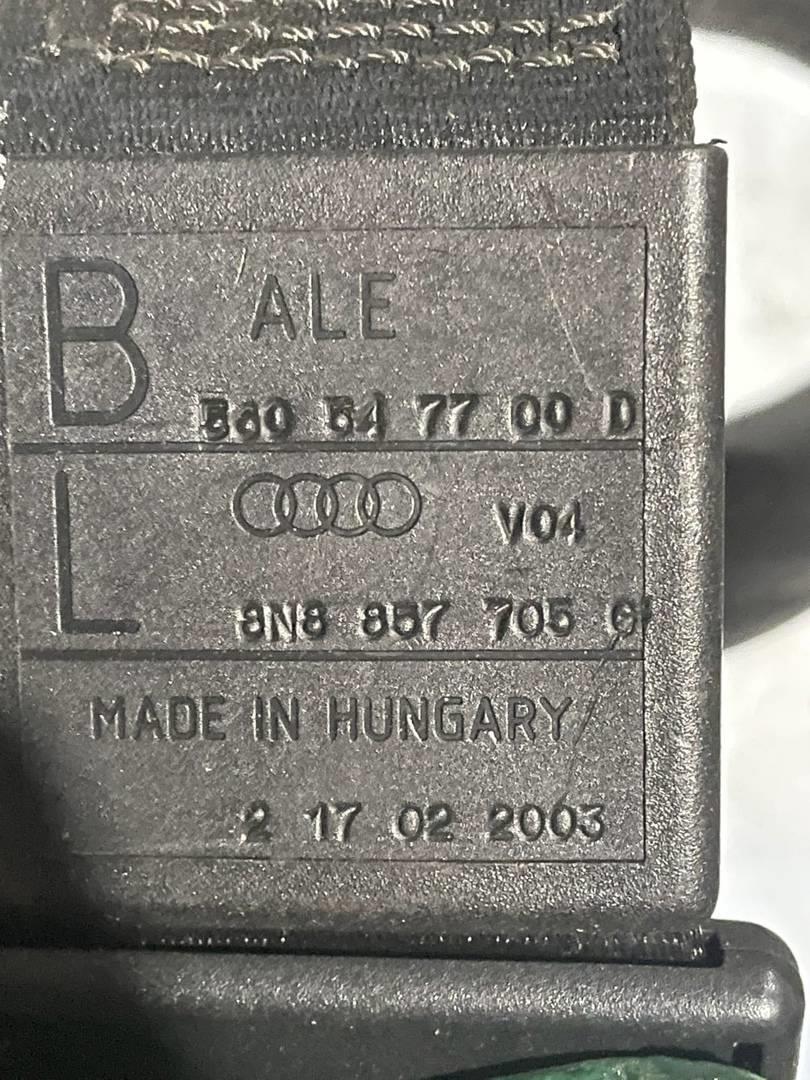 B ALE
560 54 77 00 D
L V04
8N8 857 705 G
MADE IN HUNGARY
2 17 02 2003